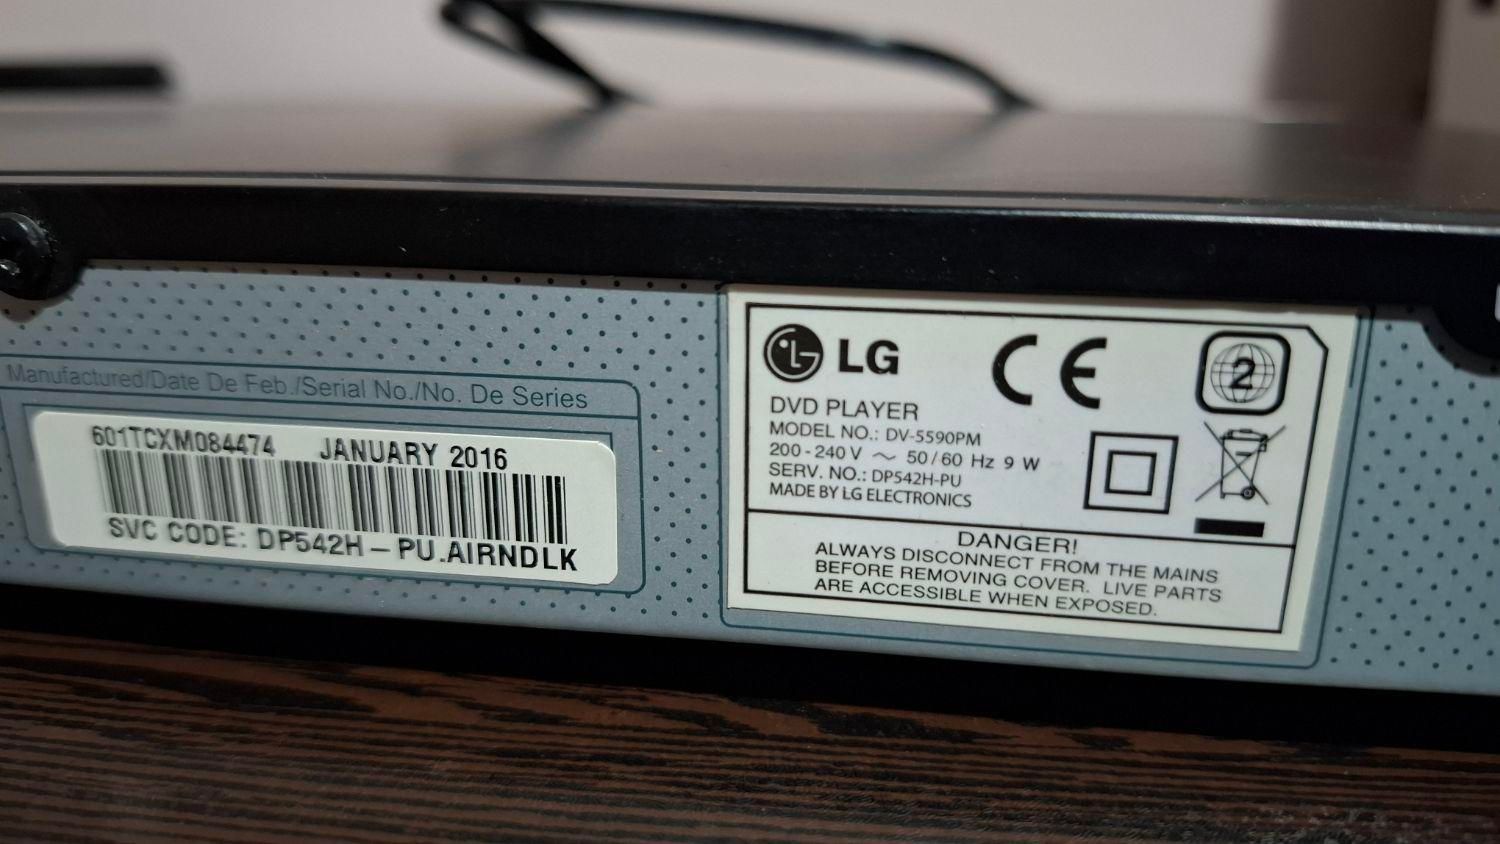 Manufactured/Date De Feb./Serial No./No. De Series
601TCXM084474 JANUARY 2016
SVC CODE: DP542H-PU.AIRNDLK
LG
CE
2
DVD PLAYER
MODEL NO.: DV-5590PM
200-240 V ~ 50/60 Hz 9 W
SERV. NO.: DP542H-PU
MADE BY LG ELECTRONICS
DANGER!
ALWAYS DISCONNECT FROM THE MAINS
BEFORE REMOVING COVER. LIVE PARTS
ARE ACCESSIBLE WHEN EXPOSED.